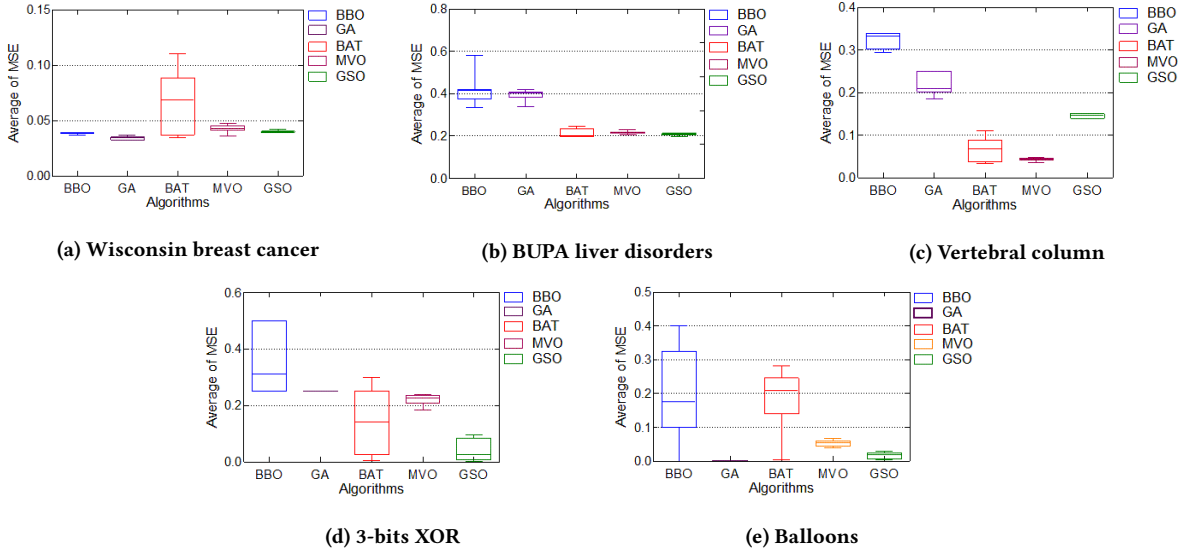 0.15
0.10
0.05
0.00
Average of MSE
BBO
GA
BAT
MVO
GSO
Algorithms
BBO
GA
BAT
MVO
GSO
(a) Wisconsin breast cancer
0.8
0.6
0.4
0.2
0.0
Average of MSE
BBO
GA
BAT
MVO
GSO
Algorithms
BBO
GA
BAT
MVO
GSO
(b) BUPA liver disorders
0.4
0.3
0.2
0.1
0.0
Average of MSE
BBO
GA
BAT
MVO
GSO
Algorithms
BBO
GA
BAT
MVO
GSO
(c) Vertebral column
0.6
0.4
0.2
0.0
Average of MSE
BBO
GA
BAT
MVO
GSO
Algorithms
BBO
GA
BAT
MVO
GSO
(d) 3-bits XOR
0.5
0.4
0.3
0.2
0.1
0.0
Average of MSE
BBO
GA
BAT
MVO
GSO
Algorithms
BBO
GA
BAT
MVO
GSO
(e) Balloons